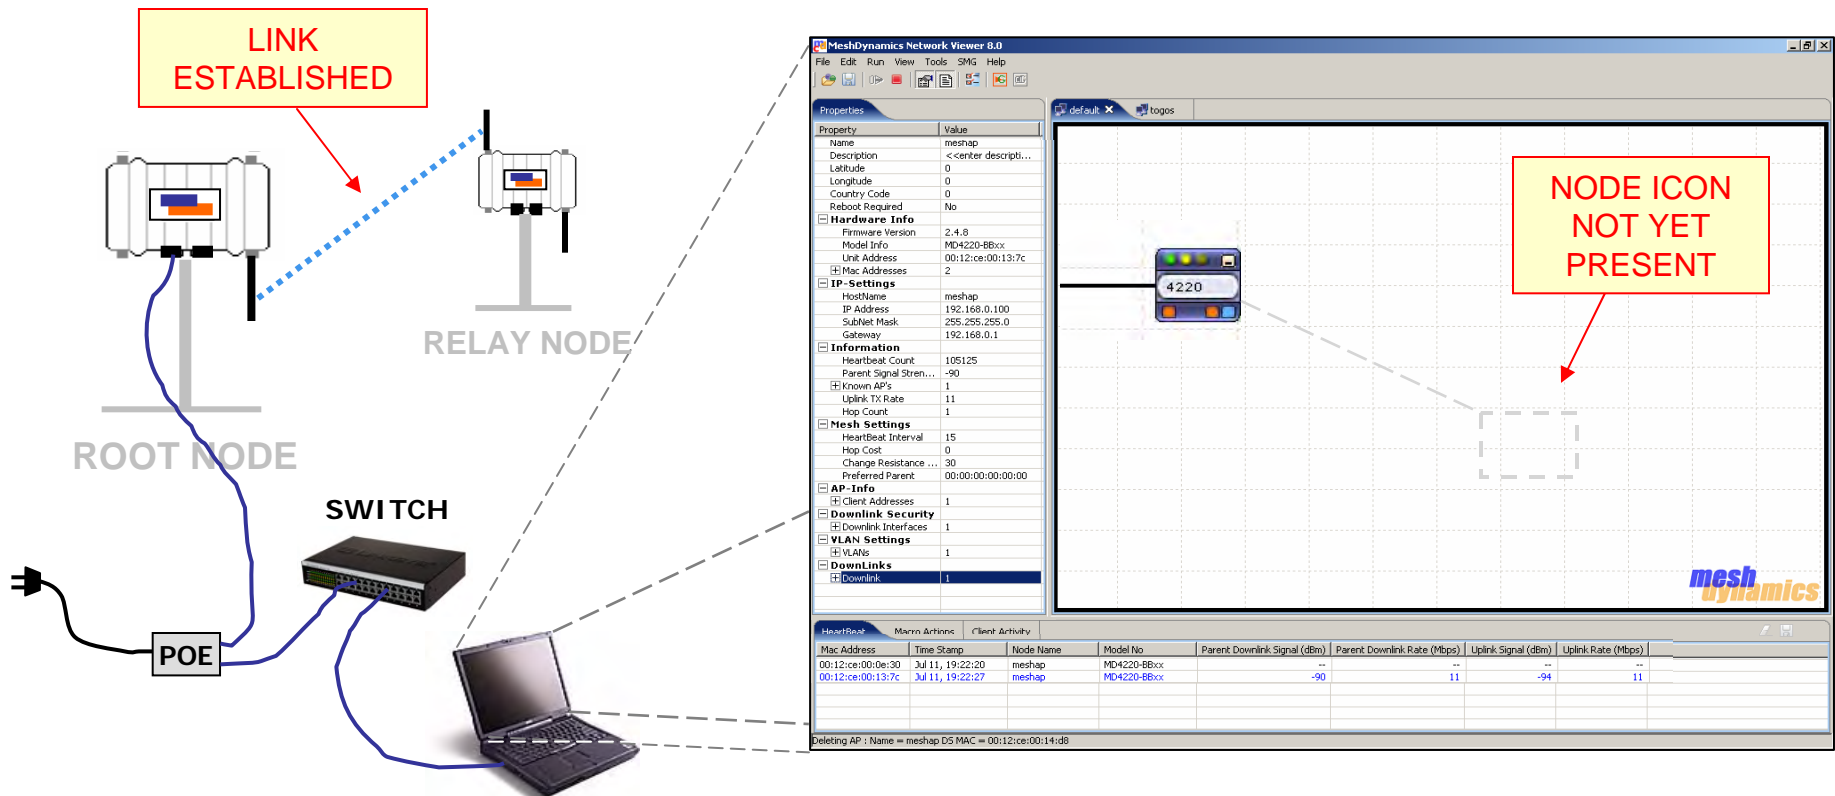 LINK
ESTABLISHED
RELAY NODE
ROOT NODE
SWITCH
POE
MeshDynamics Network Viewer 8.0
File Edit Run View Tools SMG Help
Properties
default togos
Property Value
Name meshap
Description <<enter descripti...
Latitude 0
Longitude 0
Country Code 0
Reboot Required No
Hardware Info
Firmware Version 2.4.8
Model Info MD4220-BBxx
Unit Address 00:12:ce:00:13:7c
Mac Addresses 2
IP-Settings
HostName meshap
IP Address 192.168.0.100
SubNet Mask 255.255.255.0
Gateway 192.168.0.1
Information
Heartbeat Count 105125
Parent Signal Stren... -90
Known AP's 1
Uplink TX Rate 11
Hop Count 1
Mesh Settings
HeartBeat Interval 15
Hop Cost 0
Change Resistance ... 30
Preferred Parent 00:00:00:00:00:00
AP-Info
Client Addresses 1
Downlink Security
Downlink Interfaces 1
VLAN Settings
VLANs 1
DownLinks
Downlink 1
4220
NODE ICON
NOT YET
PRESENT
mesh
dynamics
HeartBeat Macro Actions Client Activity
Mac Address Time Stamp Node Name Model No Parent Downlink Signal (dBm) Parent Downlink Rate (Mbps) Uplink Signal (dBm) Uplink Rate (Mbps)
00:12:ce:00:0e:30 Jul 11, 19:22:20 meshap MD4220-BBxx -- -- -- --
00:12:ce:00:13:7c Jul 11, 19:22:27 meshap MD4220-BBxx -90 11 -94 11
Deleting AP : Name = meshap DS MAC = 00:12:ce:00:14:d8